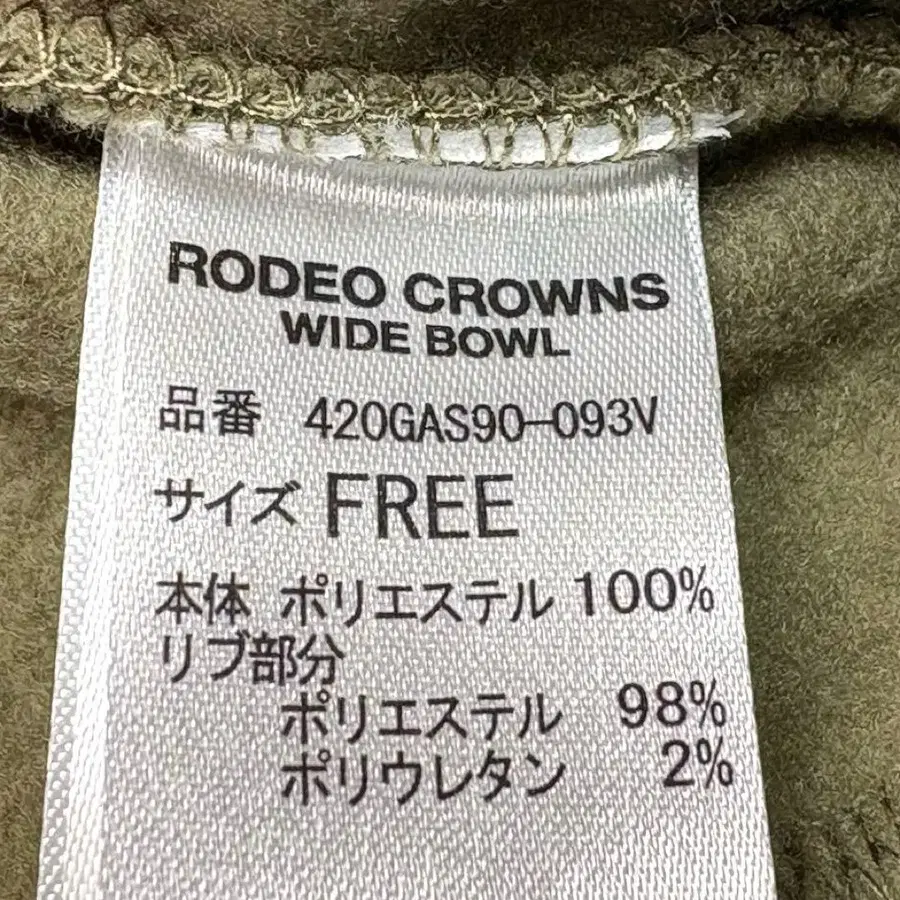 RODEO CROWNS
WIDE BOWL
品番 420GAS90-093V
サイズ FREE
本体 ポリエステル 100%
リブ部分
ポリエステル 98%
ポリウレタン 2%